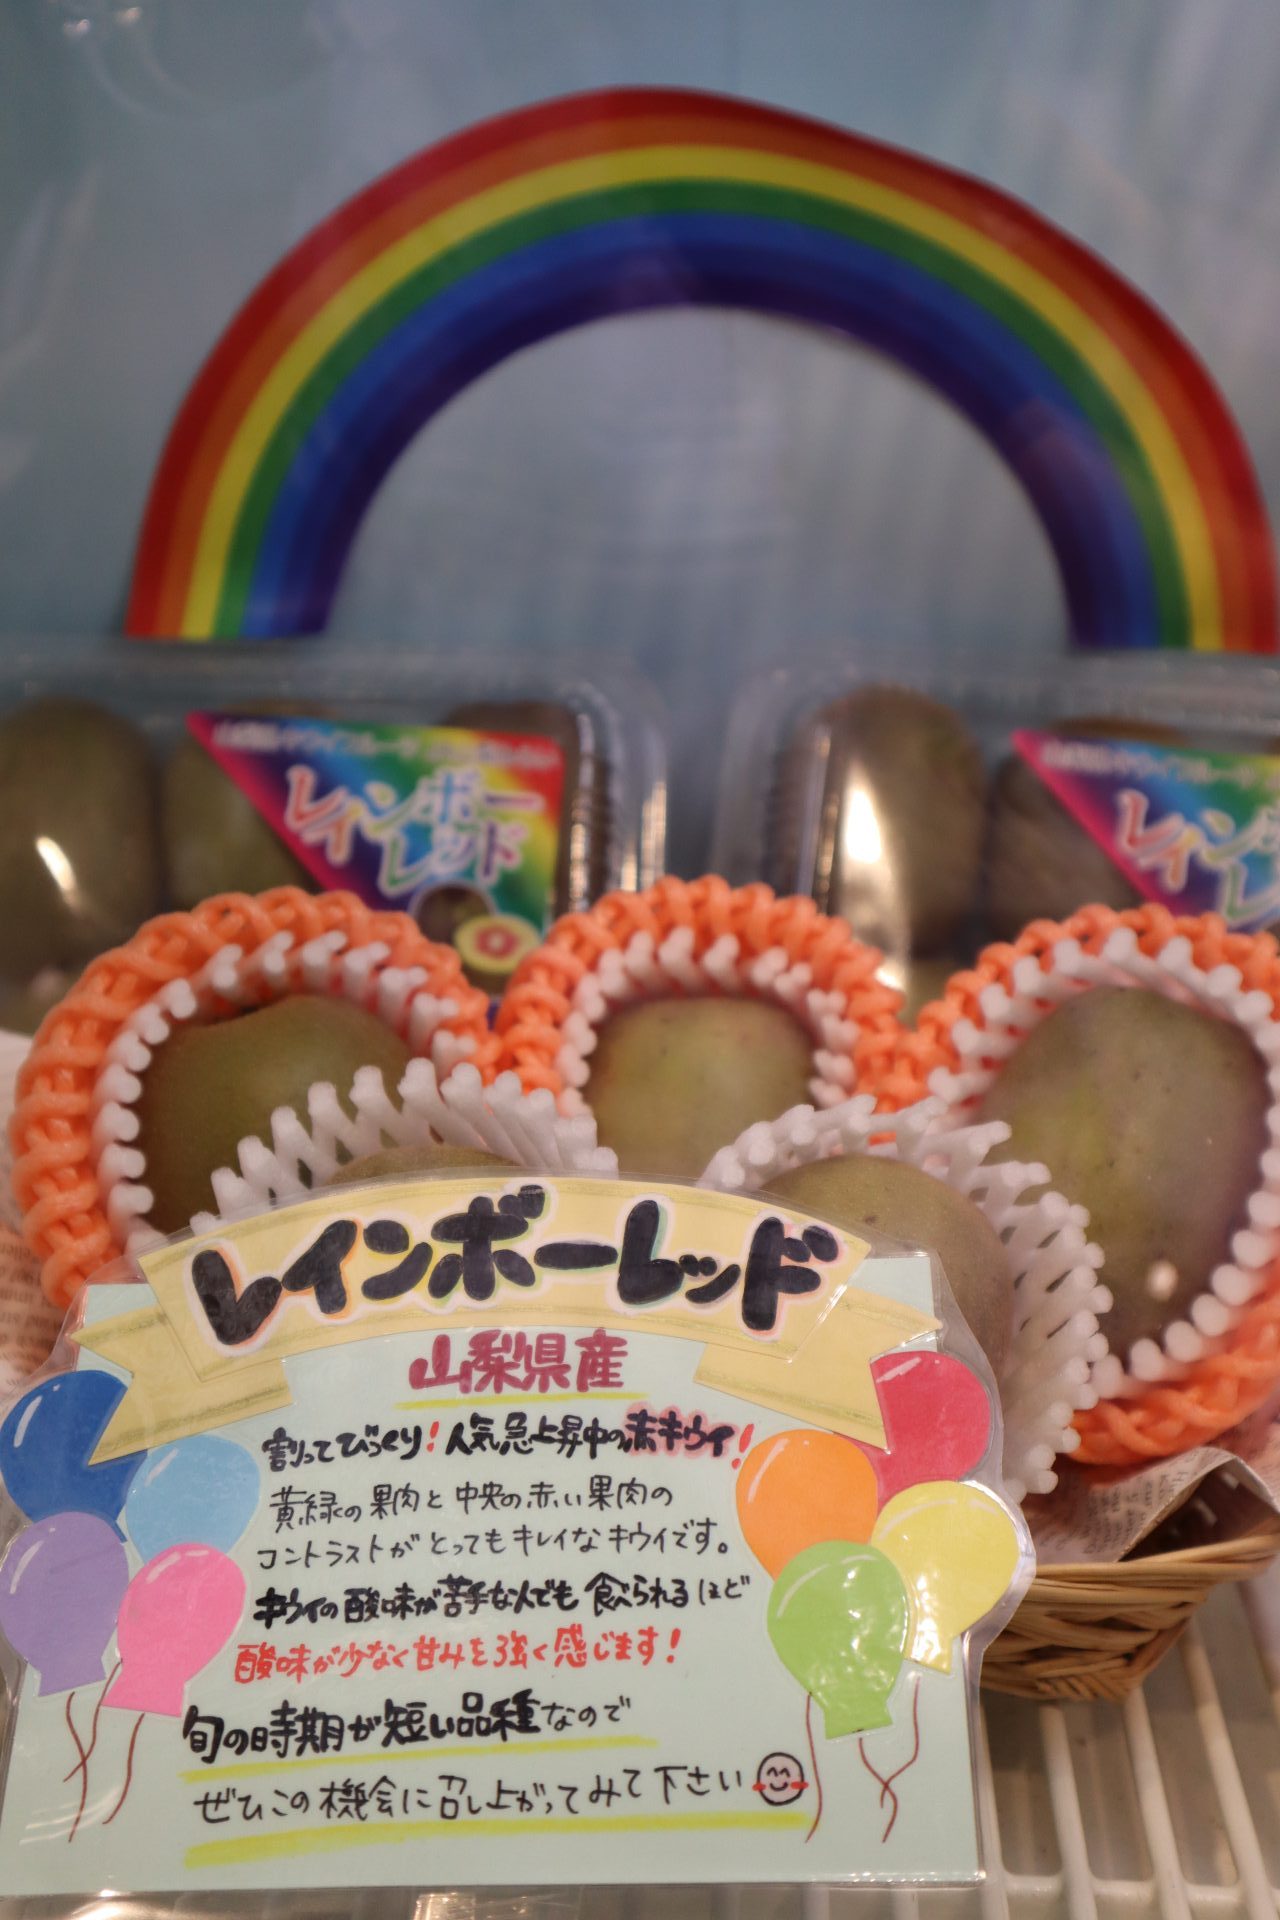 レインボー
レッド
レインボーレッド
山梨県産
割ってびっくり!人気急上昇中の赤キウイ!
黄緑の果肉と中央の赤い果肉の
コントラストがとってもキレイなキウイです。
キウイの酸味が苦手な人でも食べられるほど
酸味が少なく甘みを強く感じます!
旬の時期が短い品種なので
ぜひこの機会に召し上がってみて下さい